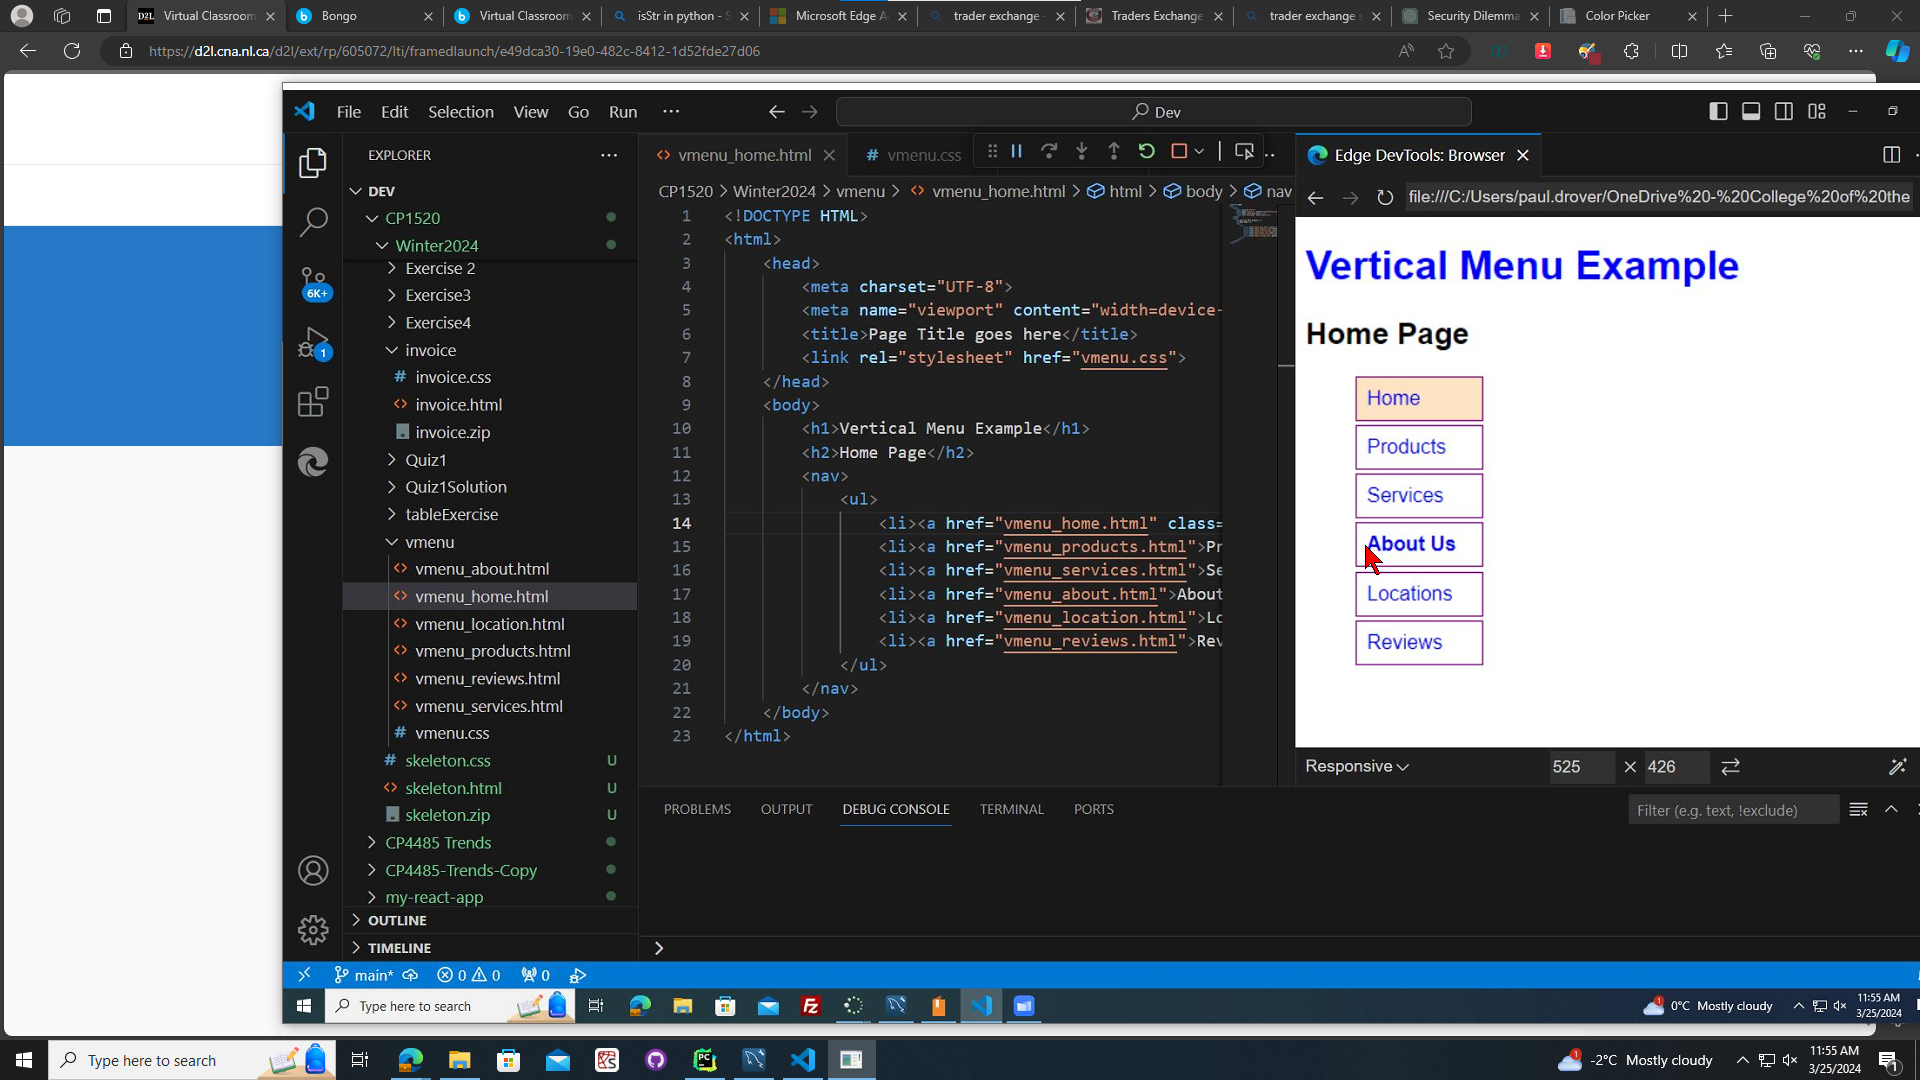 Virtual Classroom
Bongo
Virtual Classroom
isStr in python - S
Microsoft Edge A
trader exchange -
Traders Exchange
trader exchange s
Security Dilemma
Color Picker
https://d2l.cna.nl.ca/d2l/ext/rp/605072/lti/framedlaunch/e49dca30-19e0-482c-8412-1d52fde27d06
File Edit Selection View Go Run ··· Dev
EXPLORER
DEV
CP1520
Winter2024
Exercise 2
Exercise3
Exercise4
invoice
# invoice.css
<> invoice.html
invoice.zip
Quiz1
Quiz1Solution
tableExercise
vmenu
<> vmenu_about.html
<> vmenu_home.html
<> vmenu_location.html
<> vmenu_products.html
<> vmenu_reviews.html
<> vmenu_services.html
# vmenu.css
# skeleton.css U
<> skeleton.html U
skeleton.zip U
CP4485 Trends
CP4485-Trends-Copy
my-react-app
OUTLINE
TIMELINE
6K+
1
<> vmenu_home.html
# vmenu.css
CP1520 > Winter2024 > vmenu > <> vmenu_home.html > html > body > nav
1 <!DOCTYPE HTML>
2 <html>
3 <head>
4 <meta charset="UTF-8">
5 <meta name="viewport" content="width=device-
6 <title>Page Title goes here</title>
7 <link rel="stylesheet" href="vmenu.css">
8 </head>
9 <body>
10 <h1>Vertical Menu Example</h1>
11 <h2>Home Page</h2>
12 <nav>
13 <ul>
14 <li><a href="vmenu_home.html" class=
15 <li><a href="vmenu_products.html">Pr
16 <li><a href="vmenu_services.html">Se
17 <li><a href="vmenu_about.html">About
18 <li><a href="vmenu_location.html">Lo
19 <li><a href="vmenu_reviews.html">Rev
20 </ul>
21 </nav>
22 </body>
23 </html>
Edge DevTools: Browser
file:///C:/Users/paul.drover/OneDrive%20-%20College%20of%20the
Vertical Menu Example
Home Page
Home
Products
Services
About Us
Locations
Reviews
Responsive 525 × 426
PROBLEMS OUTPUT DEBUG CONSOLE TERMINAL PORTS
Filter (e.g. text, !exclude)
main* 0 0 0
Type here to search
0°C Mostly cloudy
11:55 AM
3/25/2024
Type here to search
-2°C Mostly cloudy
11:55 AM
3/25/2024